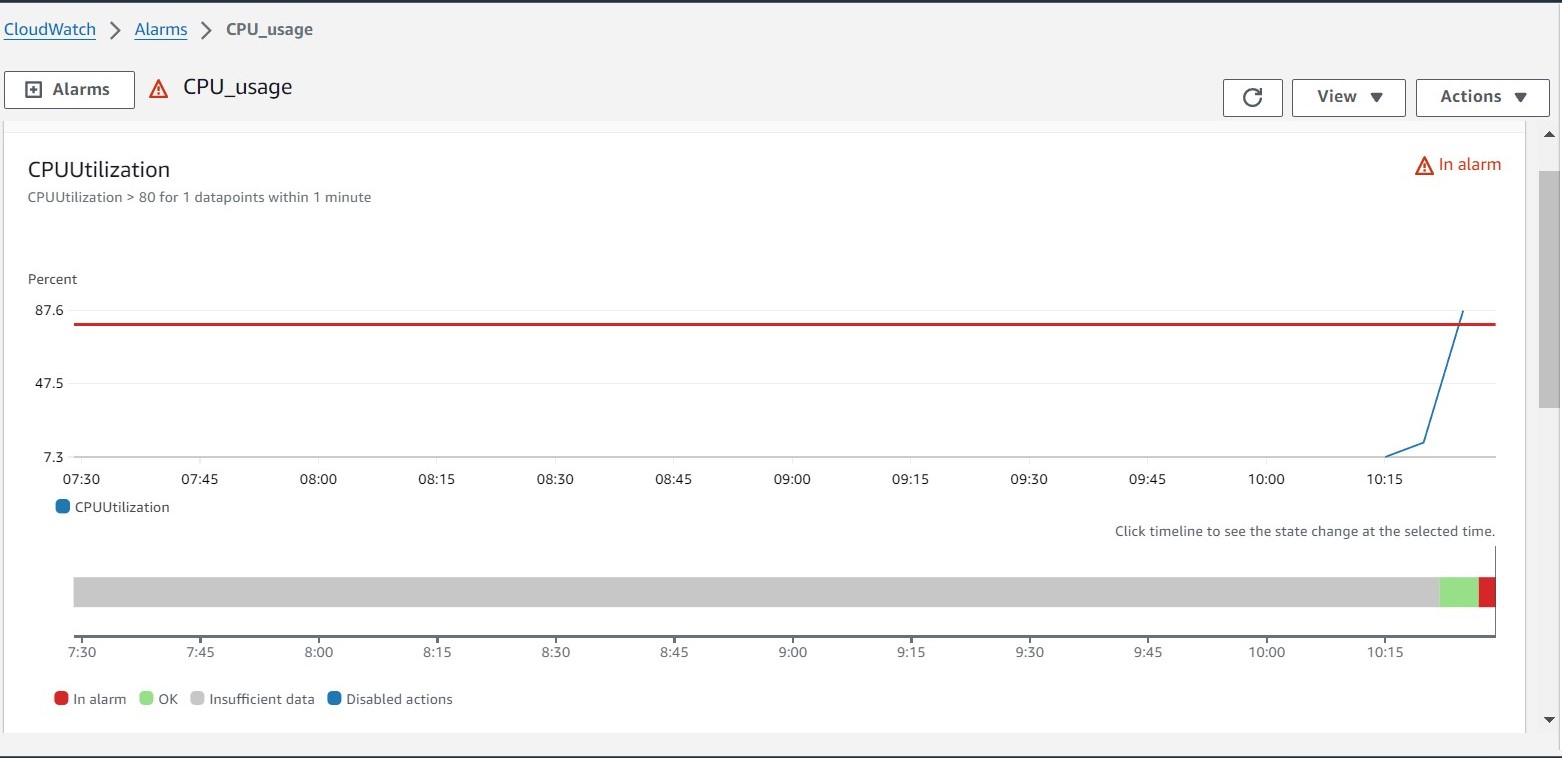 CloudWatch > Alarms > CPU_usage
Alarms CPU_usage
View Actions
CPUUtilization
In alarm
CPUUtilization > 80 for 1 datapoints within 1 minute
Percent
87.6
47.5
7.3
07:30 07:45 08:00 08:15 08:30 08:45 09:00 09:15 09:30 09:45 10:00 10:15
CPUUtilization
Click timeline to see the state change at the selected time.
7:30 7:45 8:00 8:15 8:30 8:45 9:00 9:15 9:30 9:45 10:00 10:15
In alarm OK Insufficient data Disabled actions